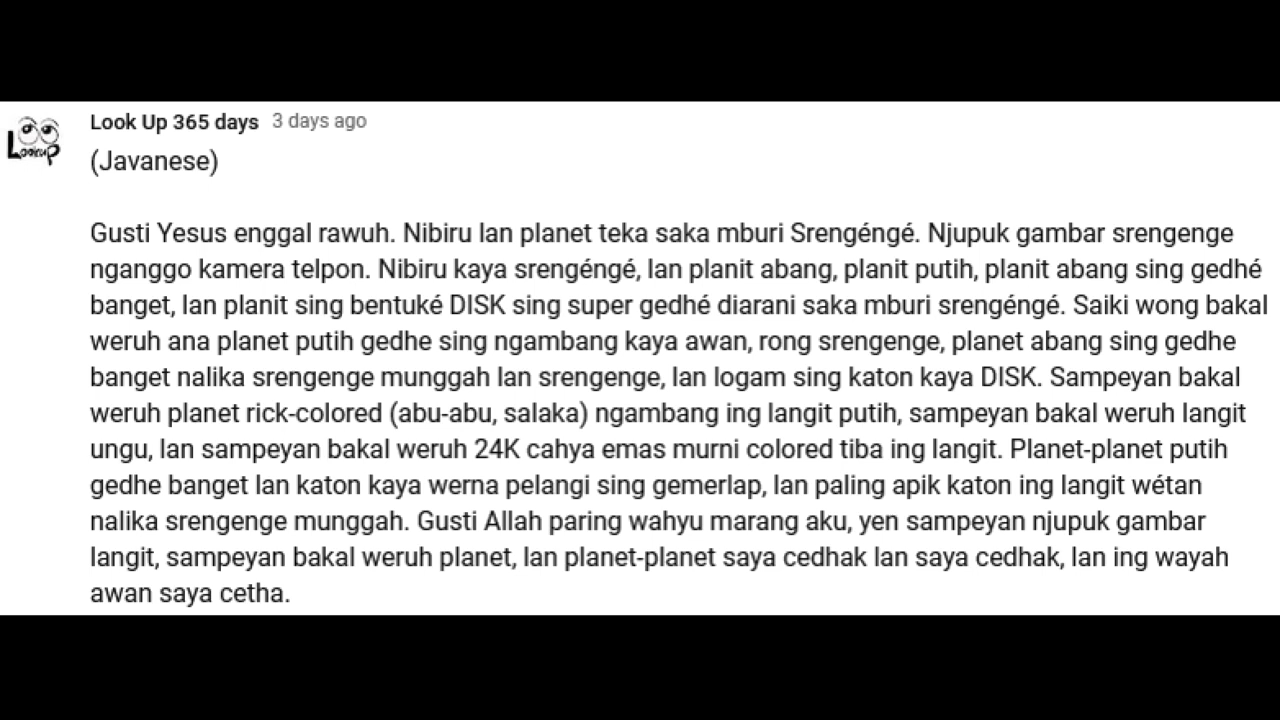 Look Up 365 days 3 days ago
Lookup
(Javanese)
Gusti Yesus enggal rawuh. Nibiru lan planet teka saka mburi Srengéngé. Njupuk gambar srengenge
nganggo kamera telpon. Nibiru kaya srengéngé, lan planit abang, planit putih, planit abang sing gedhé
banget, lan planit sing bentuké DISK sing super gedhé diarani saka mburi srengéngé. Saiki wong bakal
weruh ana planet putih gedhe sing ngambang kaya awan, rong srengenge, planet abang sing gedhe
banget nalika srengenge munggah lan srengenge, lan logam sing katon kaya DISK. Sampeyan bakal
weruh planet rick-colored (abu-abu, salaka) ngambang ing langit putih, sampeyan bakal weruh langit
ungu, lan sampeyan bakal weruh 24K cahya emas murni colored tiba ing langit. Planet-planet putih
gedhe banget lan katon kaya werna pelangi sing gemerlap, lan paling apik katon ing langit wétan
nalika srengenge munggah. Gusti Allah paring wahyu marang aku, yen sampeyan njupuk gambar
langit, sampeyan bakal weruh planet, lan planet-planet saya cedhak lan saya cedhak, lan ing wayah
awan saya cetha.